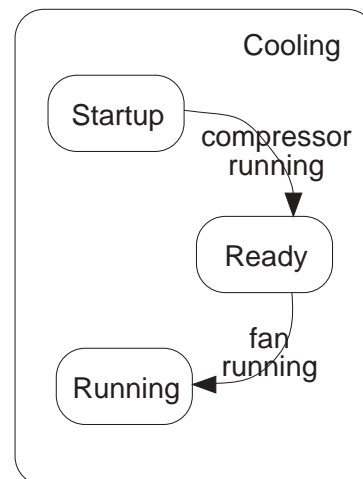 Cooling
Startup
compressor
running
Ready
fan
running
Running